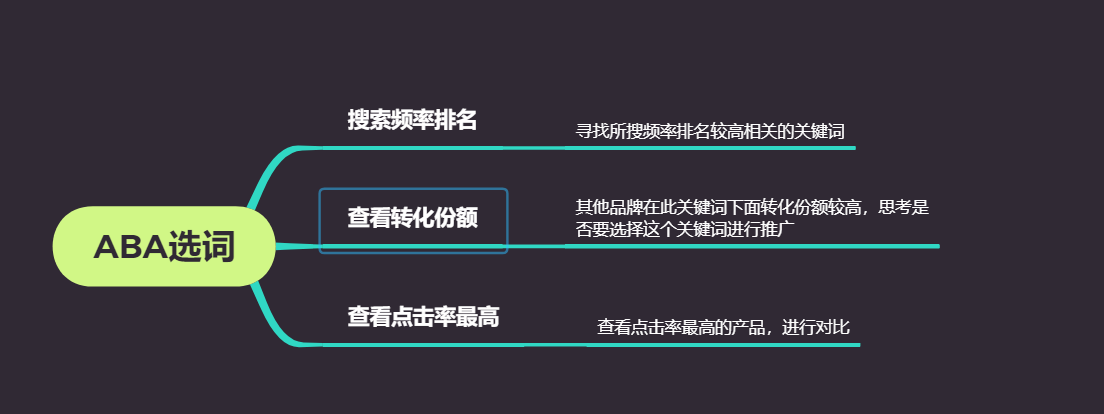 ABA选词
搜索频率排名
寻找所搜频率排名较高相关的关键词
查看转化份额
其他品牌在此关键词下面转化份额较高，思考是
否要选择这个关键词进行推广
查看点击率最高
查看点击率最高的产品，进行对比